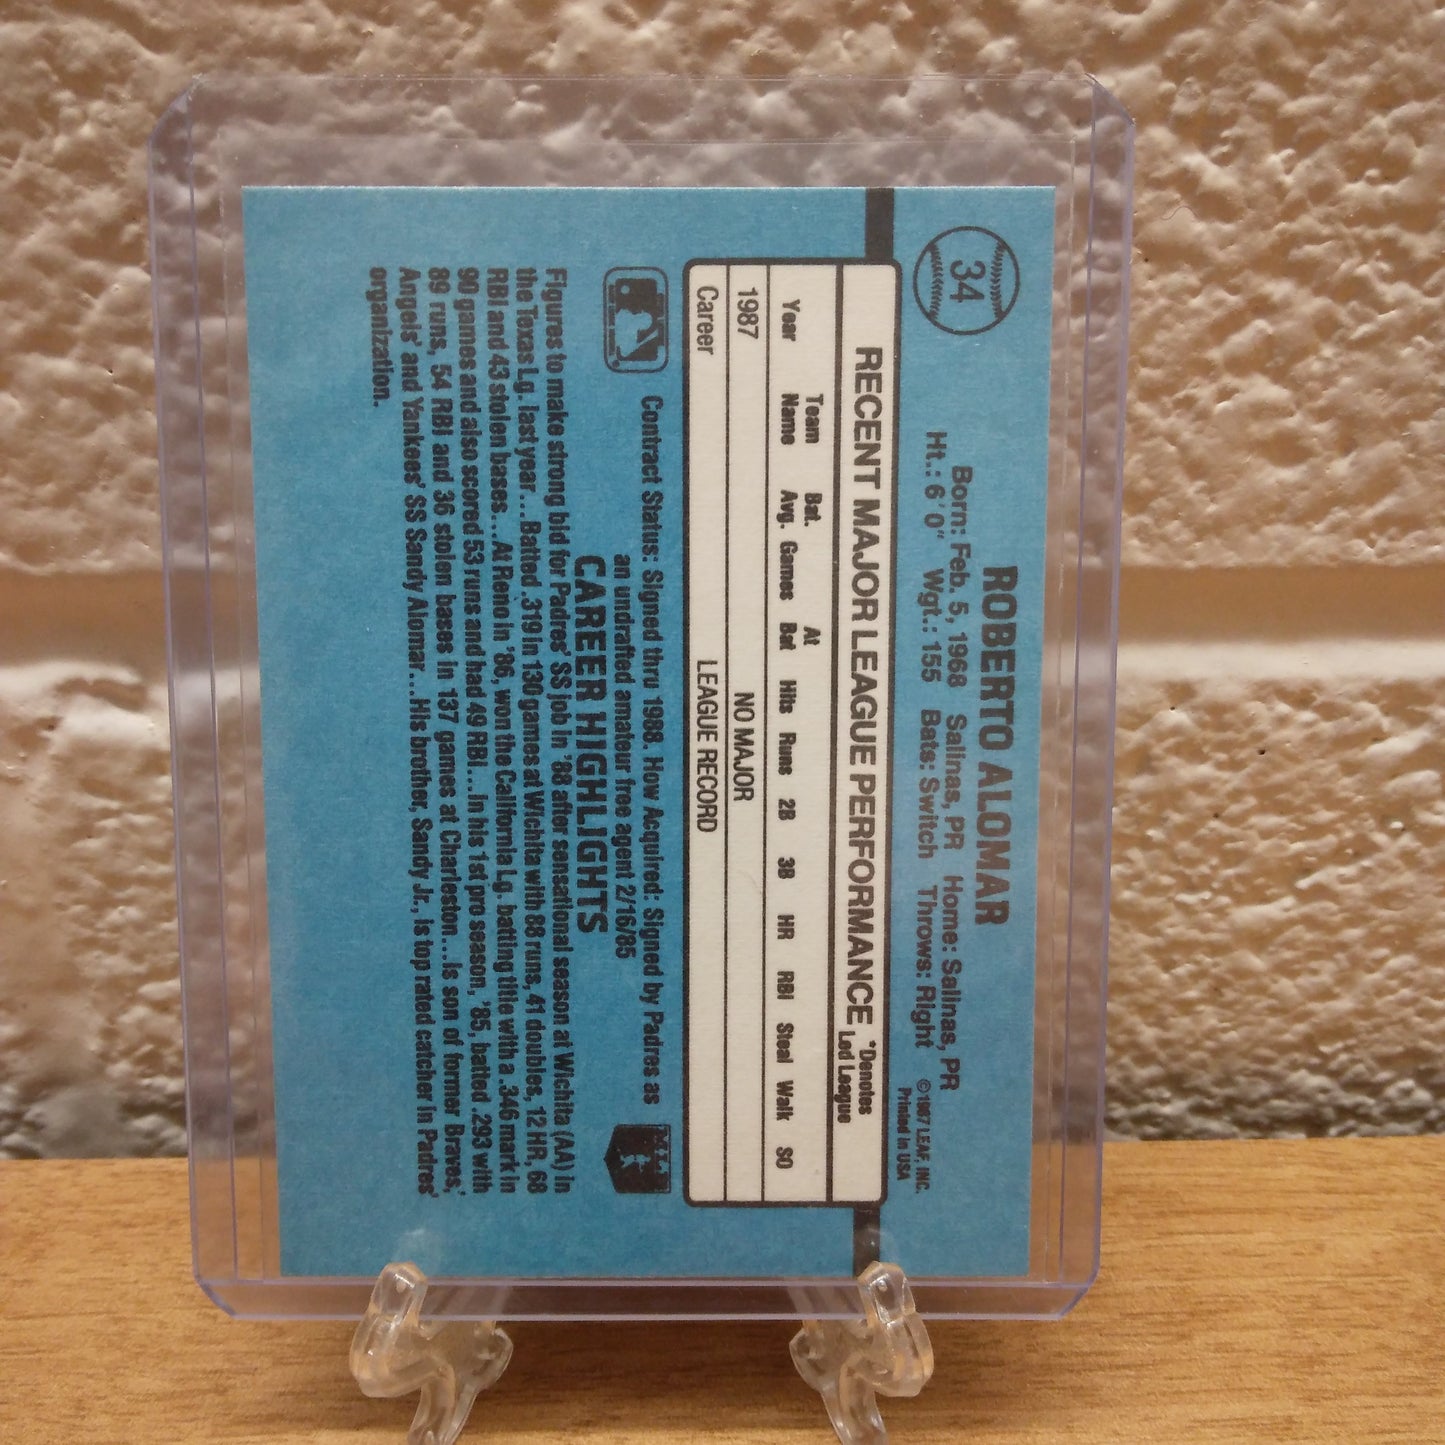 34
ROBERTO ALOMAR
Born: Feb. 5, 1968 Salinas, PR Home: Salinas, PR
Ht.: 6'0" Wgt.: 155 Bats: Switch Throws: Right
©1987 LEAF, INC.
Printed in USA
RECENT MAJOR LEAGUE PERFORMANCE
*Denotes
Led League
Team Bat. At
Year Name Avg. Games Bat Hits Runs 2B 3B HR RBI Steal Walk SO
1987 NO MAJOR
Career LEAGUE RECORD
Contract Status: Signed thru 1988. How Acquired: Signed by Padres as
an undrafted amateur free agent 2/16/85
CAREER HIGHLIGHTS
Figures to make strong bid for Padres' SS job in '88 after sensational season at Wichita (AA) in
the Texas Lg. last year...Batted .319 in 130 games at Wichita with 88 runs, 41 doubles, 12 HR, 68
RBI and 43 stolen bases...At Reno in '86, won the California Lg. batting title with a .346 mark in
90 games and also scored 53 runs and had 49 RBI...In his 1st pro season, '85, batted .293 with
89 runs, 54 RBI and 36 stolen bases in 137 games at Charleston...Is son of former Braves,'
Angels' and Yankees' SS Sandy Alomar...His brother, Sandy Jr., is top rated catcher in Padres'
organization.